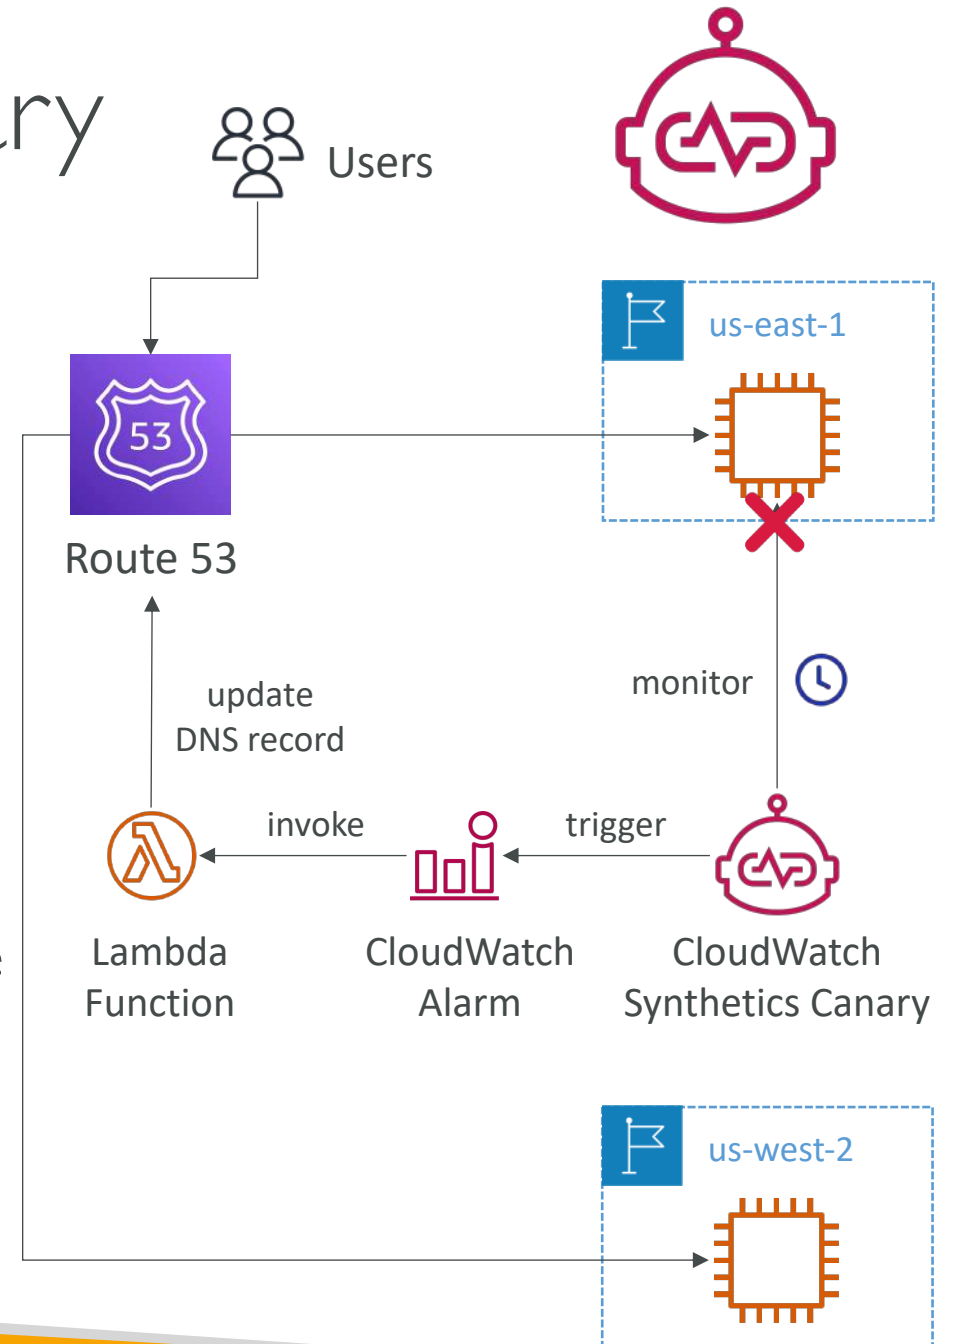 Users
us-east-1
53
Route 53
monitor
update
DNS record
invoke
trigger
Lambda
Function
CloudWatch
Alarm
CloudWatch
Synthetics Canary
us-west-2